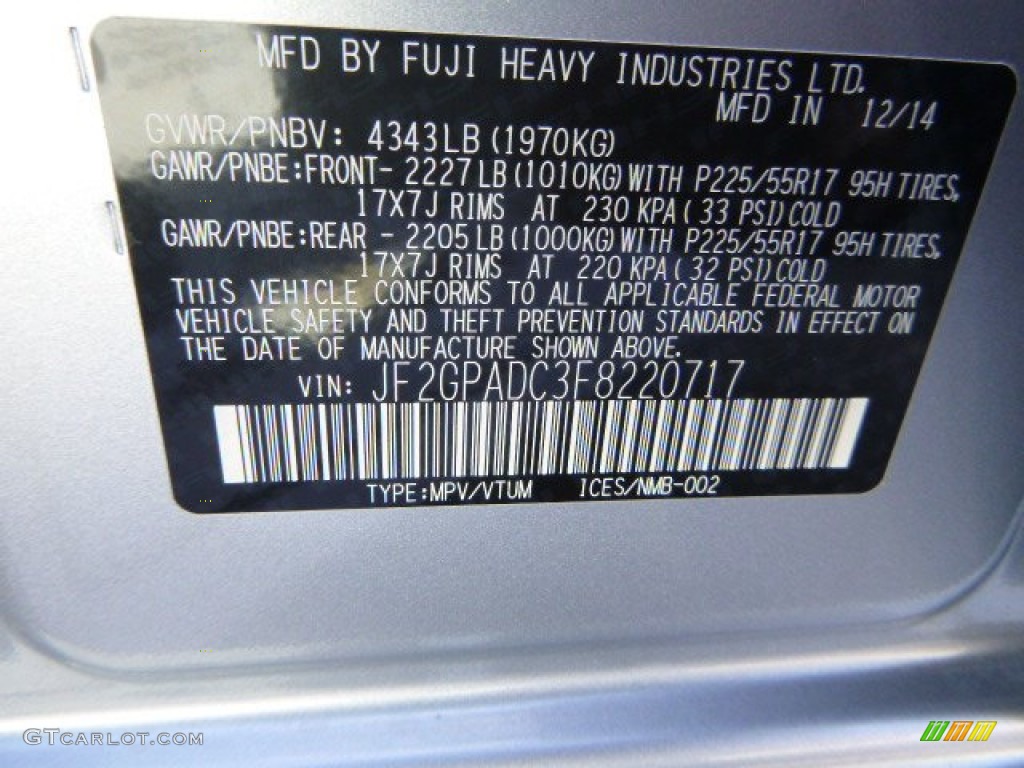 MFD BY FUJI HEAVY INDUSTRIES LTD.
MFD IN 12/14
GVWR/PNBV: 4343LB (1970KG)
GAWR/PNBE:FRONT- 2227LB (1010KG) WITH P225/55R17 95H TIRES,
17X7J RIMS AT 230 KPA ( 33 PSI) COLD
GAWR/PNBE:REAR - 2205LB (1000KG) WITH P225/55R17 95H TIRES,
17X7J RIMS AT 220 KPA ( 32 PSI) COLD
THIS VEHICLE CONFORMS TO ALL APPLICABLE FEDERAL MOTOR
VEHICLE SAFETY AND THEFT PREVENTION STANDARDS IN EFFECT ON
THE DATE OF MANUFACTURE SHOWN ABOVE.
VIN: JF2GPADC3F8220717
TYPE:MPV/VTUM ICES/NMB-002
GTCARLOT.COM